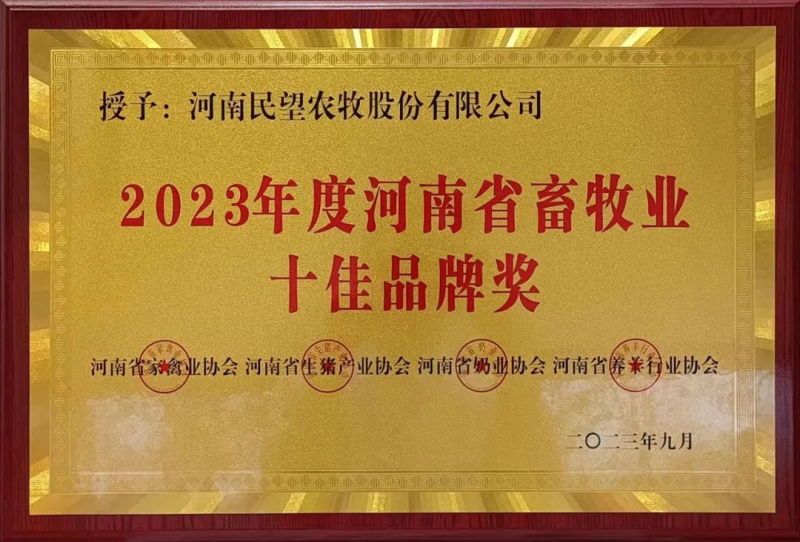 授予：河南民望农牧股份有限公司
2023年度河南省畜牧业
十佳品牌奖
河南省家禽业协会 河南省生猪产业协会 河南省奶业协会 河南省养羊行业协会
二〇二三年九月